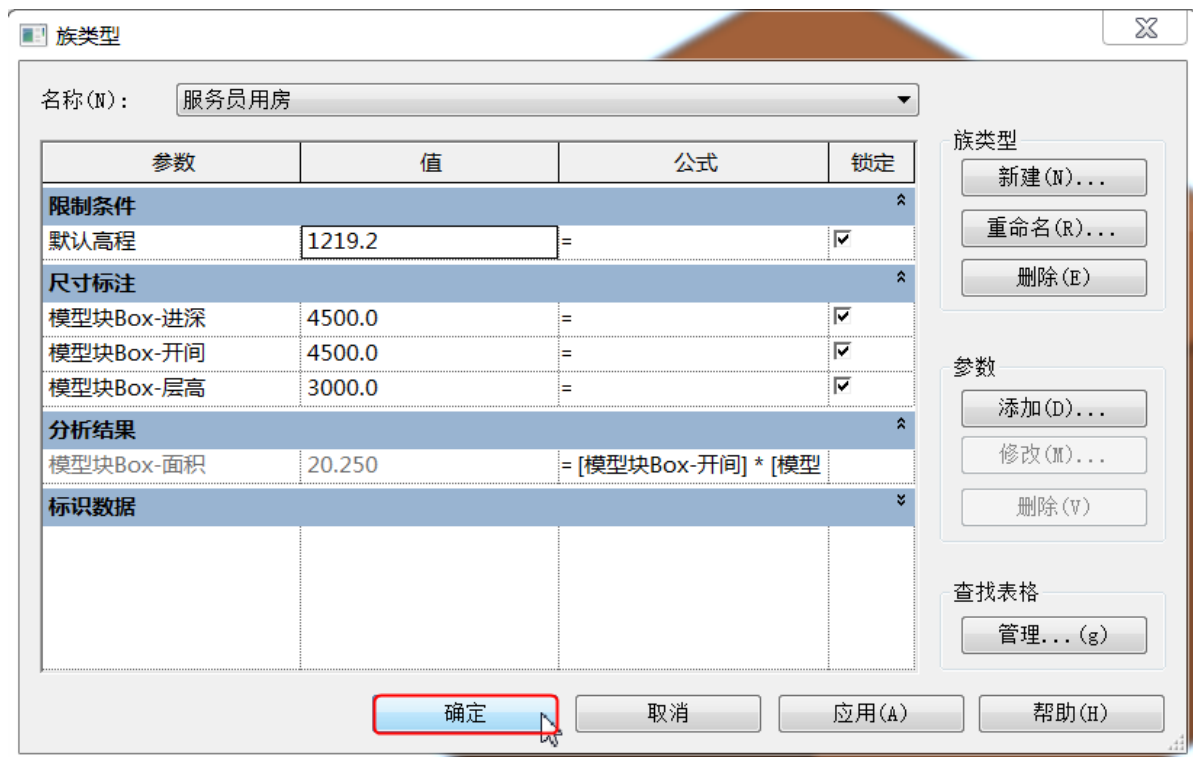 族类型
名称(N): 服务员用房
参数 值 公式 锁定
限制条件
默认高程 1219.2 =
尺寸标注
模型块Box-进深 4500.0 =
模型块Box-开间 4500.0 =
模型块Box-层高 3000.0 =
分析结果
模型块Box-面积 20.250 = [模型块Box-开间] * [模型
标识数据
族类型
新建(N)...
重命名(R)...
删除(E)
参数
添加(D)...
修改(M)...
删除(V)
查找表格
管理...(g)
确定 取消 应用(A) 帮助(H)